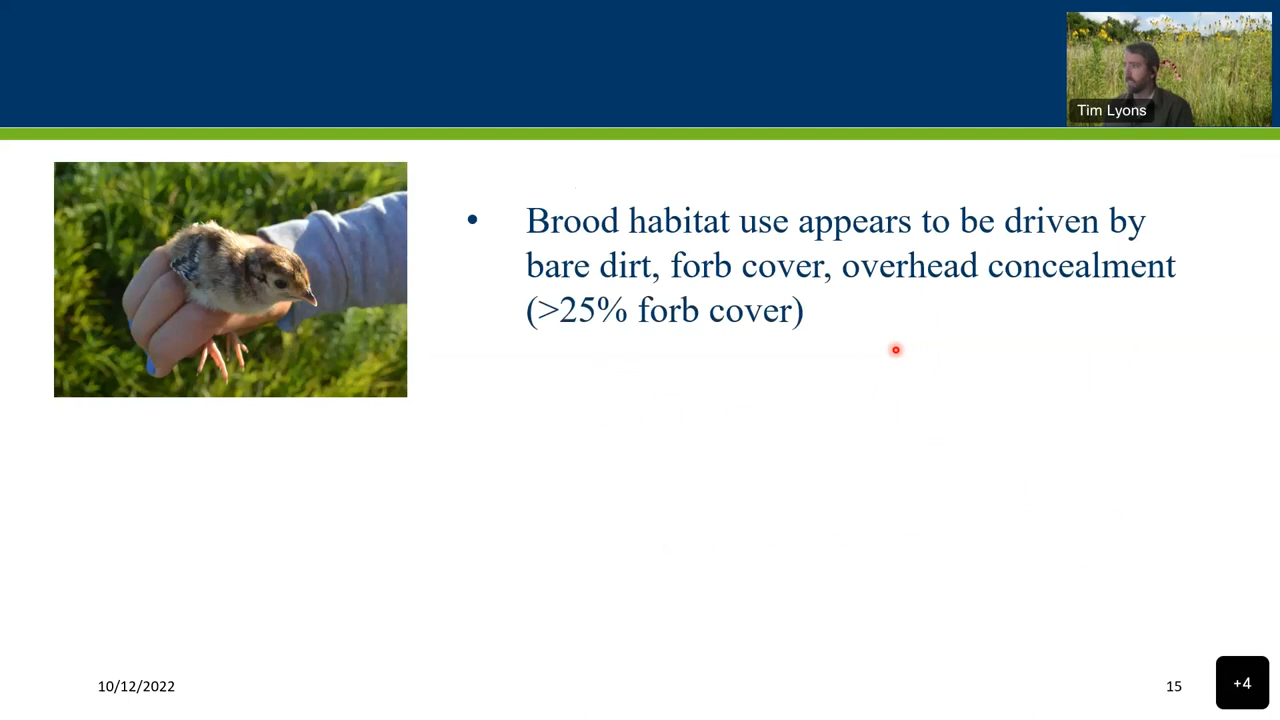 Tim Lyons
• Brood habitat use appears to be driven by
bare dirt, forb cover, overhead concealment
(>25% forb cover)
10/12/2022
15
+4